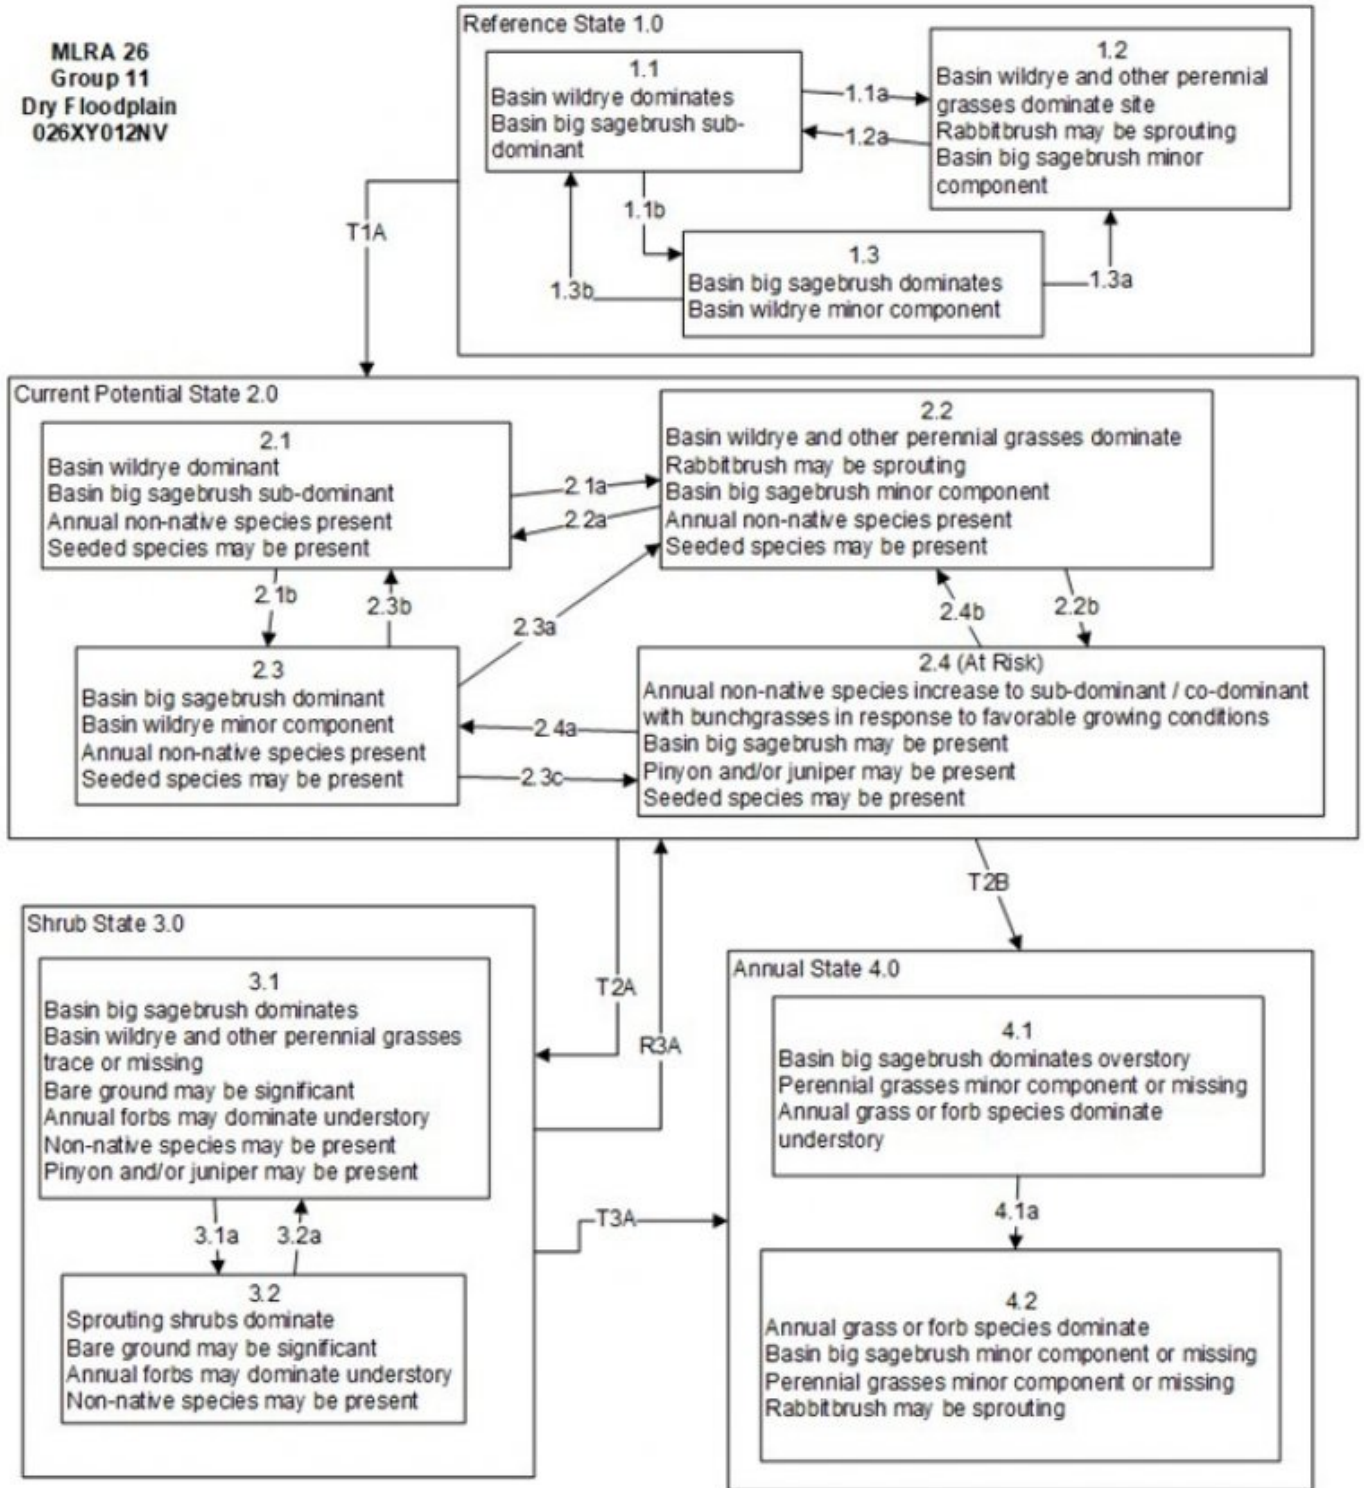 MLRA 26
Group 11
Dry Floodplain
026XY012NV
Reference State 1.0
1.1
Basin wildrye dominates
Basin big sagebrush sub-
dominant
1.1a
1.2a
1.2
Basin wildrye and other perennial
grasses dominate site
Rabbitbrush may be sprouting
Basin big sagebrush minor
component
1.1b
1.3b
1.3
Basin big sagebrush dominates
Basin wildrye minor component
1.3a
T1A
Current Potential State 2.0
2.1
Basin wildrye dominant
Basin big sagebrush sub-dominant
Annual non-native species present
Seeded species may be present
2.1a
2.2a
2.2
Basin wildrye and other perennial grasses dominate
Rabbitbrush may be sprouting
Basin big sagebrush minor component
Annual non-native species present
Seeded species may be present
2.1b
2.3b
2.3a
2.4b
2.2b
2.3
Basin big sagebrush dominant
Basin wildrye minor component
Annual non-native species present
Seeded species may be present
2.4a
2.3c
2.4 (At Risk)
Annual non-native species increase to sub-dominant / co-dominant
with bunchgrasses in response to favorable growing conditions
Basin big sagebrush may be present
Pinyon and/or juniper may be present
Seeded species may be present
T2A
R3A
T2B
Shrub State 3.0
3.1
Basin big sagebrush dominates
Basin wildrye and other perennial grasses
trace or missing
Bare ground may be significant
Annual forbs may dominate understory
Non-native species may be present
Pinyon and/or juniper may be present
3.1a
3.2a
3.2
Sprouting shrubs dominate
Bare ground may be significant
Annual forbs may dominate understory
Non-native species may be present
T3A
Annual State 4.0
4.1
Basin big sagebrush dominates overstory
Perennial grasses minor component or missing
Annual grass or forb species dominate
understory
4.1a
4.2
Annual grass or forb species dominate
Basin big sagebrush minor component or missing
Perennial grasses minor component or missing
Rabbitbrush may be sprouting